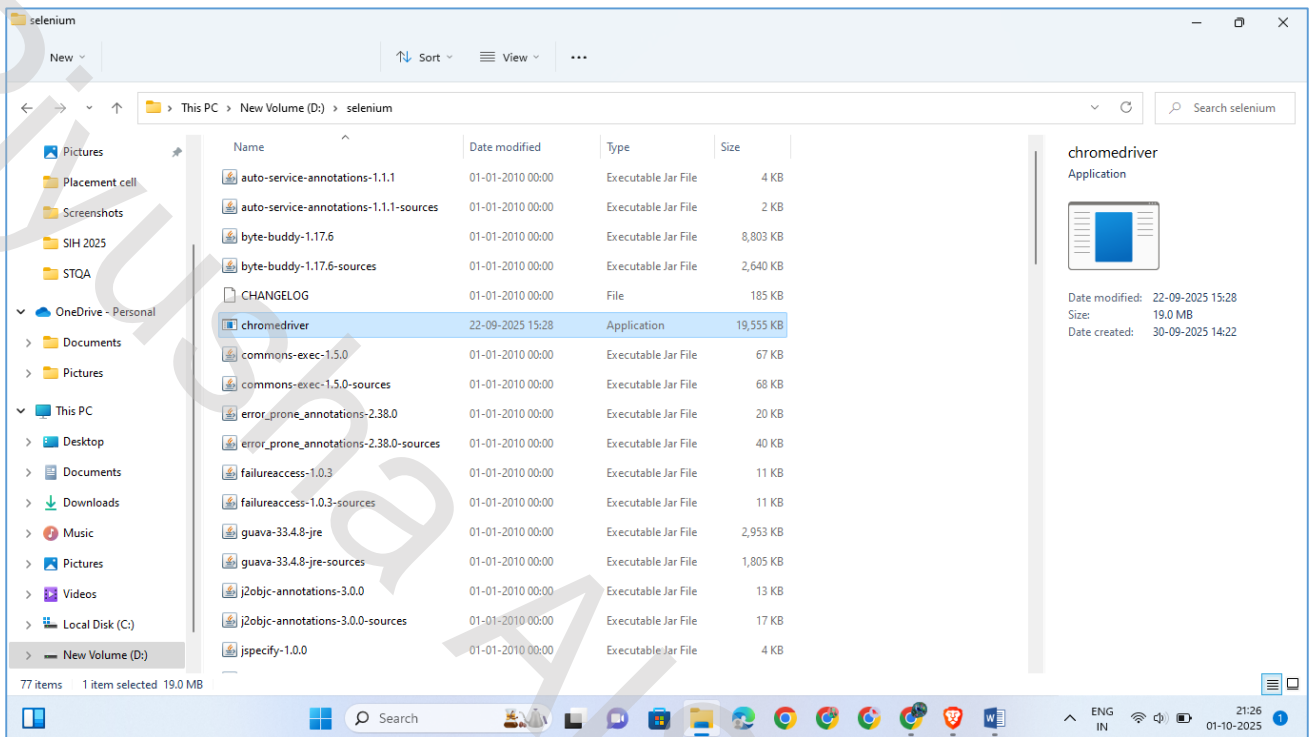 selenium
New Sort View ...
This PC > New Volume (D:) > selenium Search selenium
Pictures
Placement cell
Screenshots
SIH 2025
STQA
OneDrive - Personal
Documents
Pictures
This PC
Desktop
Documents
Downloads
Music
Pictures
Videos
Local Disk (C:)
New Volume (D:)
Name Date modified Type Size
auto-service-annotations-1.1.1 01-01-2010 00:00 Executable Jar File 4 KB
auto-service-annotations-1.1.1-sources 01-01-2010 00:00 Executable Jar File 2 KB
byte-buddy-1.17.6 01-01-2010 00:00 Executable Jar File 8,803 KB
byte-buddy-1.17.6-sources 01-01-2010 00:00 Executable Jar File 2,640 KB
CHANGELOG 01-01-2010 00:00 File 185 KB
chromedriver 22-09-2025 15:28 Application 19,555 KB
commons-exec-1.5.0 01-01-2010 00:00 Executable Jar File 67 KB
commons-exec-1.5.0-sources 01-01-2010 00:00 Executable Jar File 68 KB
error_prone_annotations-2.38.0 01-01-2010 00:00 Executable Jar File 20 KB
error_prone_annotations-2.38.0-sources 01-01-2010 00:00 Executable Jar File 40 KB
failureaccess-1.0.3 01-01-2010 00:00 Executable Jar File 11 KB
failureaccess-1.0.3-sources 01-01-2010 00:00 Executable Jar File 11 KB
guava-33.4.8-jre 01-01-2010 00:00 Executable Jar File 2,953 KB
guava-33.4.8-jre-sources 01-01-2010 00:00 Executable Jar File 1,805 KB
j2objc-annotations-3.0.0 01-01-2010 00:00 Executable Jar File 13 KB
j2objc-annotations-3.0.0-sources 01-01-2010 00:00 Executable Jar File 17 KB
jspecify-1.0.0 01-01-2010 00:00 Executable Jar File 4 KB
chromedriver
Application
Date modified: 22-09-2025 15:28
Size: 19.0 MB
Date created: 30-09-2025 14:22
77 items 1 item selected 19.0 MB
Search
ENG
IN
21:26
01-10-2025
1